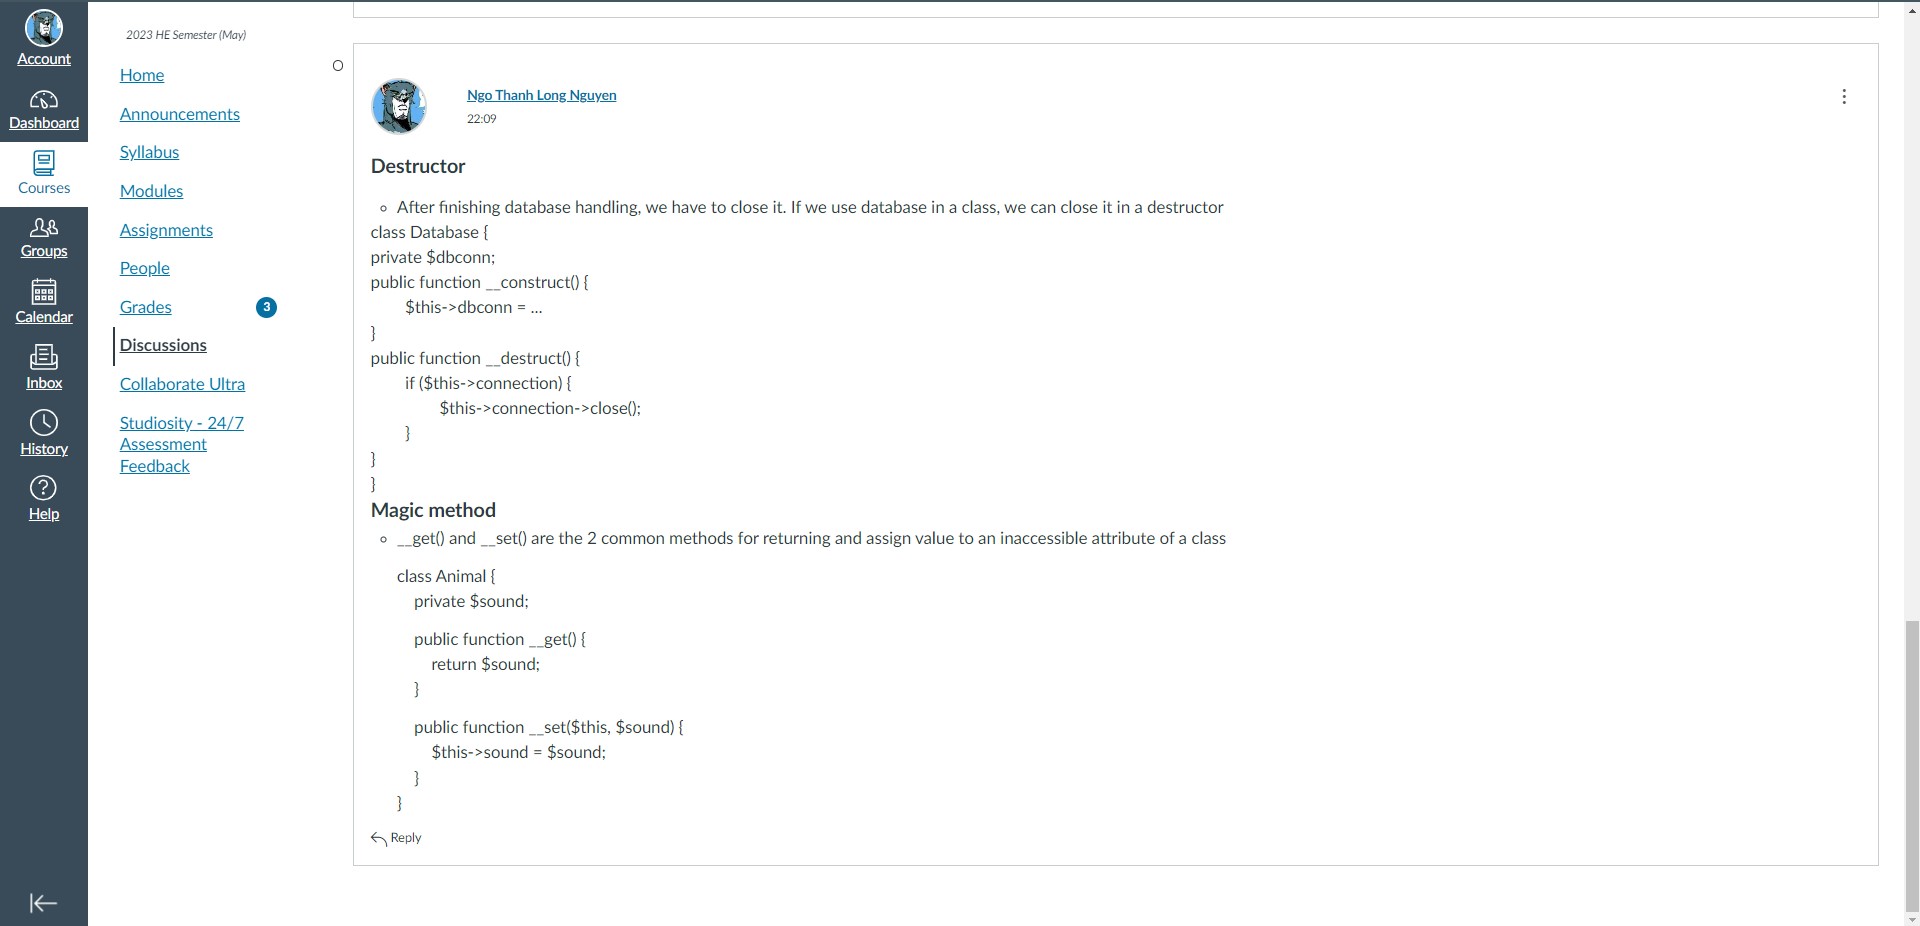 Account
Dashboard
Courses
Groups
Calendar
Inbox
History
Help
2023 HE Semester (May)
Home
Announcements
Syllabus
Modules
Assignments
People
Grades 3
Discussions
Collaborate Ultra
Studiosity - 24/7
Assessment
Feedback
Ngo Thanh Long Nguyen
22:09
Destructor
After finishing database handling, we have to close it. If we use database in a class, we can close it in a destructor
class Database {
private $dbconn;
public function __construct() {
$this->dbconn = ...
}
public function __destruct() {
if ($this->connection) {
$this->connection->close();
}
}
}
Magic method
__get() and __set() are the 2 common methods for returning and assign value to an inaccessible attribute of a class
class Animal {
private $sound;
public function __get() {
return $sound;
}
public function __set($this, $sound) {
$this->sound = $sound;
}
}
Reply